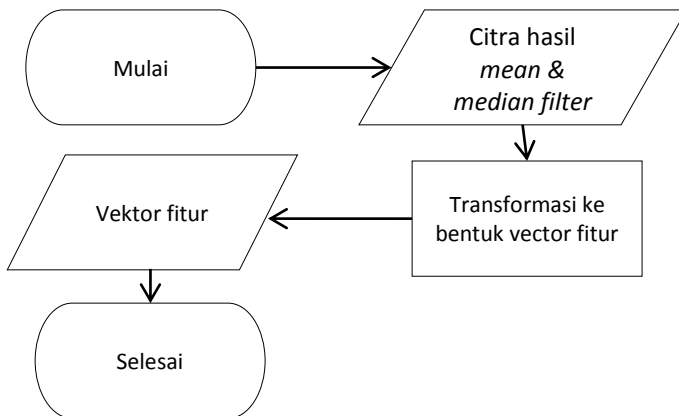 Mulai
Citra hasil
mean &
median filter
Transformasi ke
bentuk vector fitur
Vektor fitur
Selesai